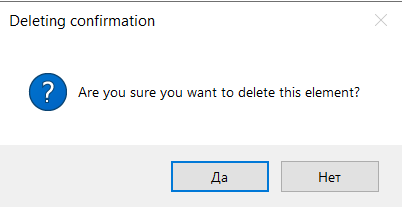 Deleting confirmation
Are you sure you want to delete this element?
Да
Нет